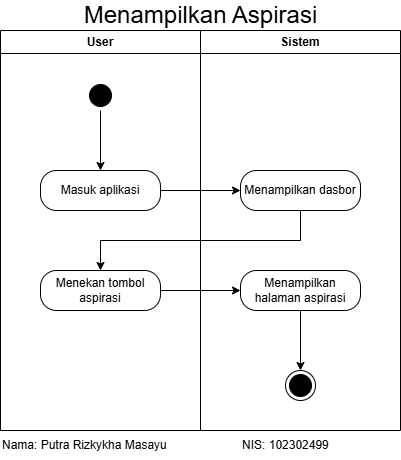 Menampilkan Aspirasi
User
Sistem
Masuk aplikasi
Menampilkan dasbor
Menekan tombol
aspirasi
Menampilkan
halaman aspirasi
Nama: Putra Rizkykha Masayu
NIS: 102302499